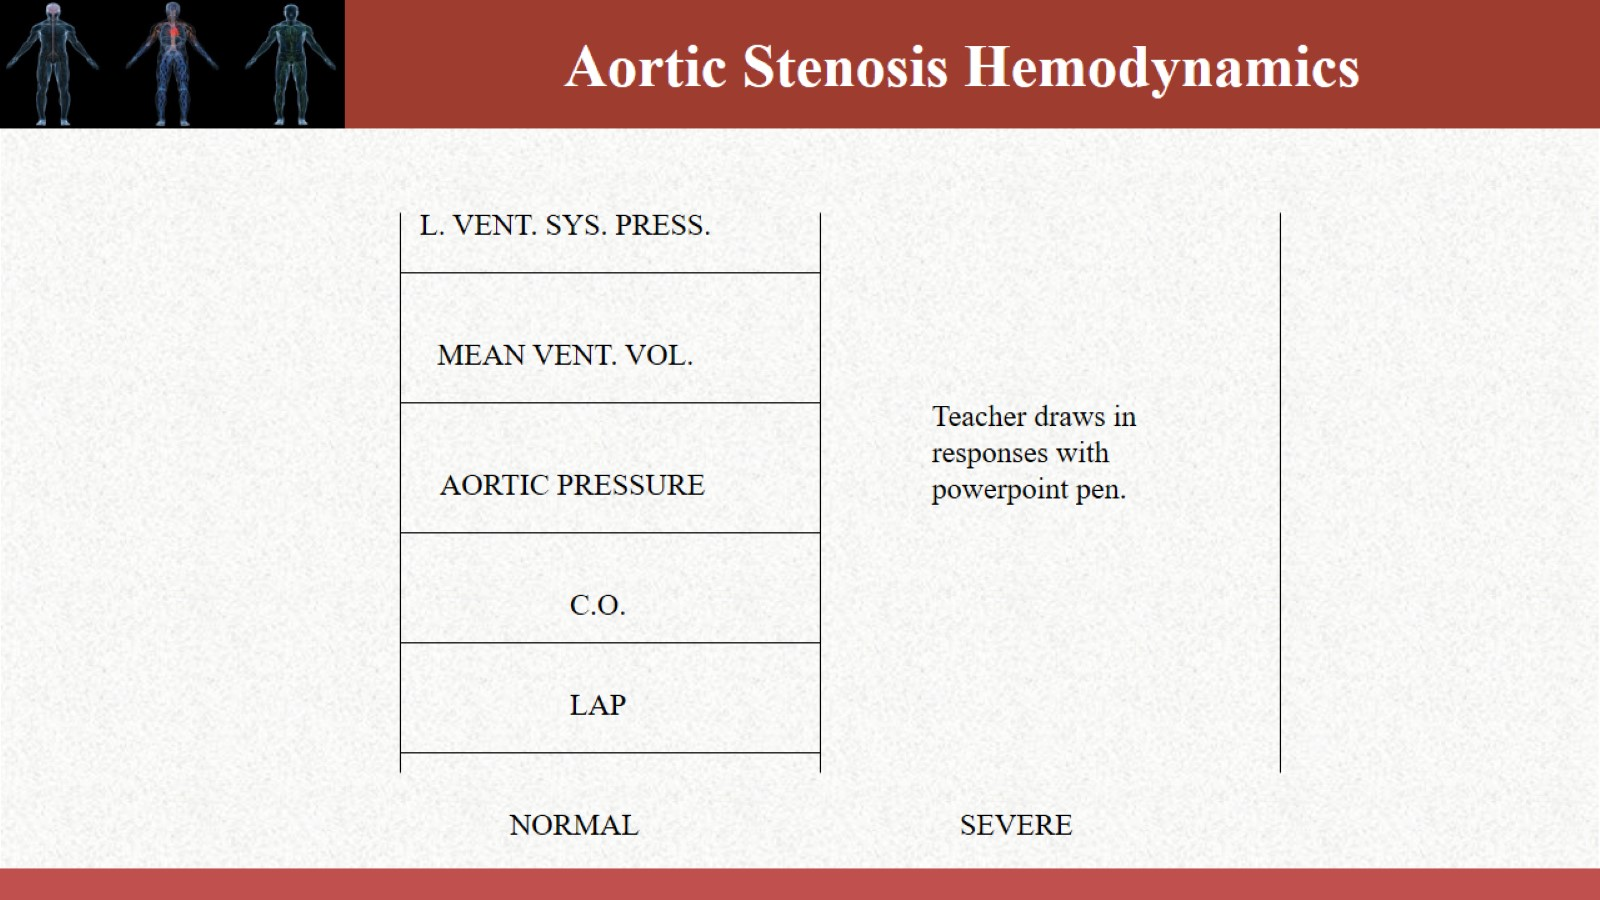 Aortic Stenosis Hemodynamics
L. VENT. SYS. PRESS.
MEAN VENT. VOL.
AORTIC PRESSURE
C.O.
LAP
Teacher draws in
responses with
powerpoint pen.
NORMAL
SEVERE